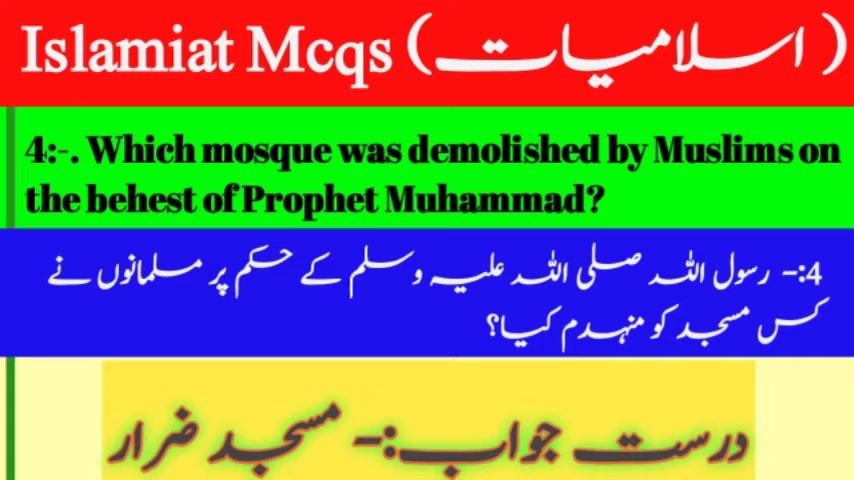 Islamiat Mcqs (اسلامیات )
4:-. Which mosque was demolished by Muslims on
the behest of Prophet Muhammad?
4:- رسول اللہ صلی اللہ علیہ وسلم کے حکم پر مسلمانوں نے
کس مسجد کو منہدم کیا؟
درست جواب:- مسجد ضرار